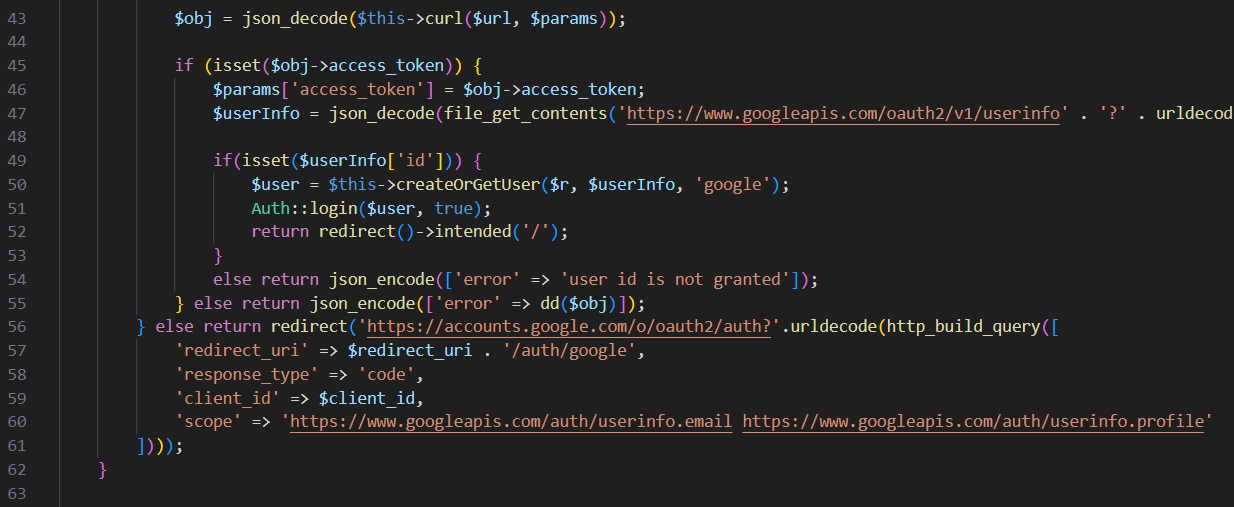 43 $obj = json_decode($this->curl($url, $params));
44
45 if (isset($obj->access_token)) {
46 $params['access_token'] = $obj->access_token;
47 $userInfo = json_decode(file_get_contents('https://www.googleapis.com/oauth2/v1/userinfo' . '?' . urldecod
48
49 if(isset($userInfo['id'])) {
50 $user = $this->createOrGetUser($r, $userInfo, 'google');
51 Auth::login($user, true);
52 return redirect()->intended('/');
53 }
54 else return json_encode(['error' => 'user id is not granted']);
55 } else return json_encode(['error' => dd($obj)]);
56 } else return redirect('https://accounts.google.com/o/oauth2/auth?'.urldecode(http_build_query([
57 'redirect_uri' => $redirect_uri . '/auth/google',
58 'response_type' => 'code',
59 'client_id' => $client_id,
60 'scope' => 'https://www.googleapis.com/auth/userinfo.email https://www.googleapis.com/auth/userinfo.profile'
61 ])));
62 }
63